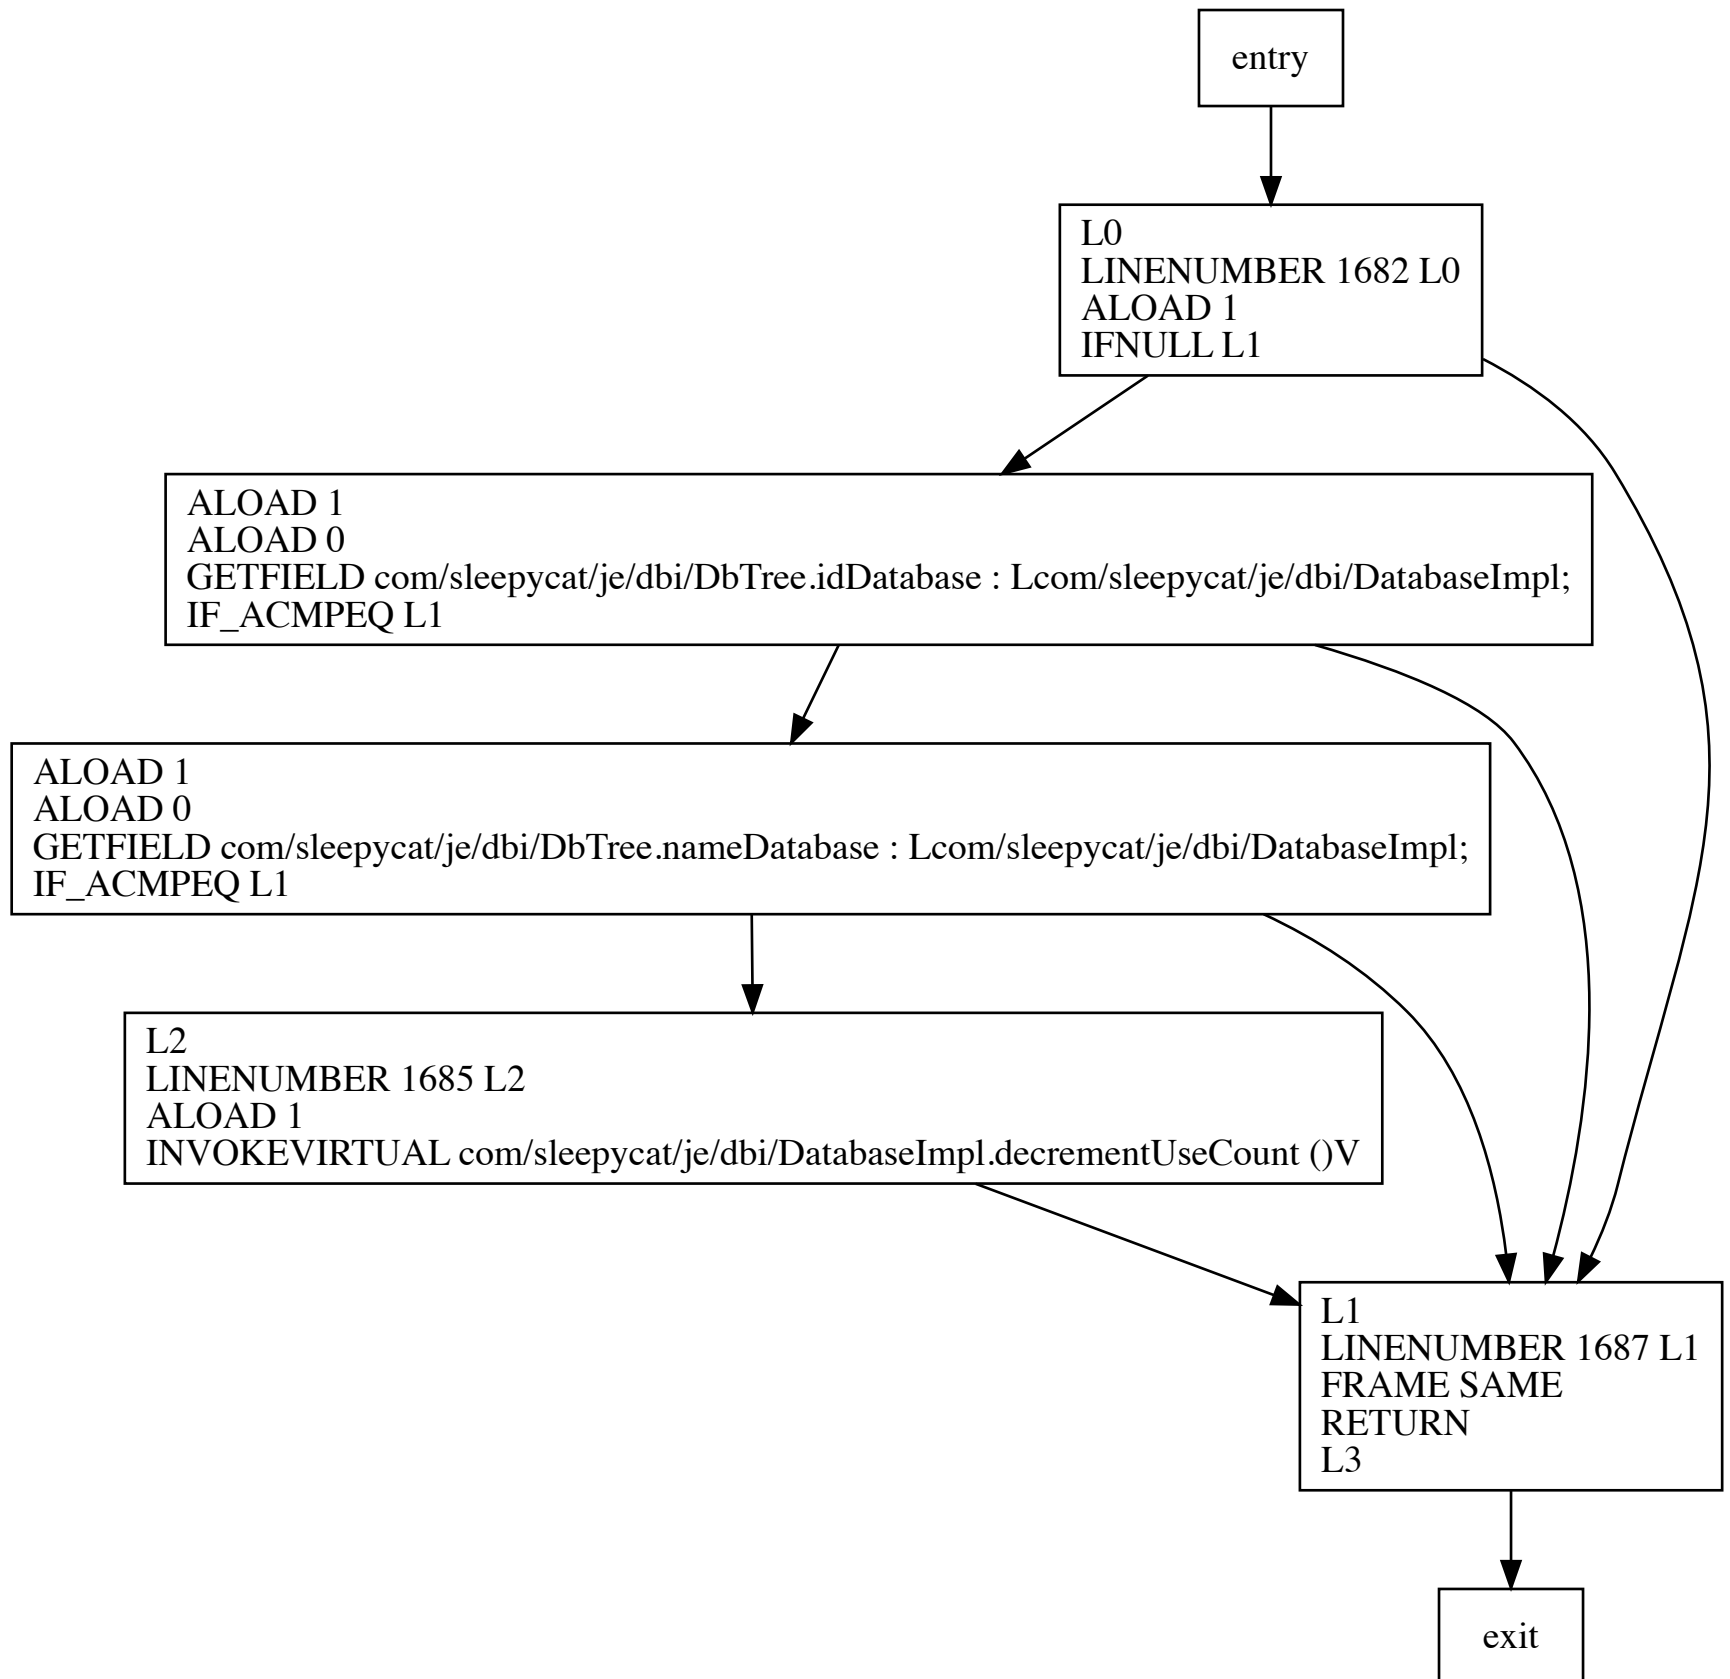 entry
L0
LINENUMBER 1682 L0
ALOAD 1
IFNULL L1
ALOAD 1
ALOAD 0
GETFIELD com/sleepycat/je/dbi/DbTree.idDatabase : Lcom/sleepycat/je/dbi/DatabaseImpl;
IF_ACMPEQ L1
ALOAD 1
ALOAD 0
GETFIELD com/sleepycat/je/dbi/DbTree.nameDatabase : Lcom/sleepycat/je/dbi/DatabaseImpl;
IF_ACMPEQ L1
L2
LINENUMBER 1685 L2
ALOAD 1
INVOKEVIRTUAL com/sleepycat/je/dbi/DatabaseImpl.decrementUseCount ()V
L1
LINENUMBER 1687 L1
FRAME SAME
RETURN
L3
exit